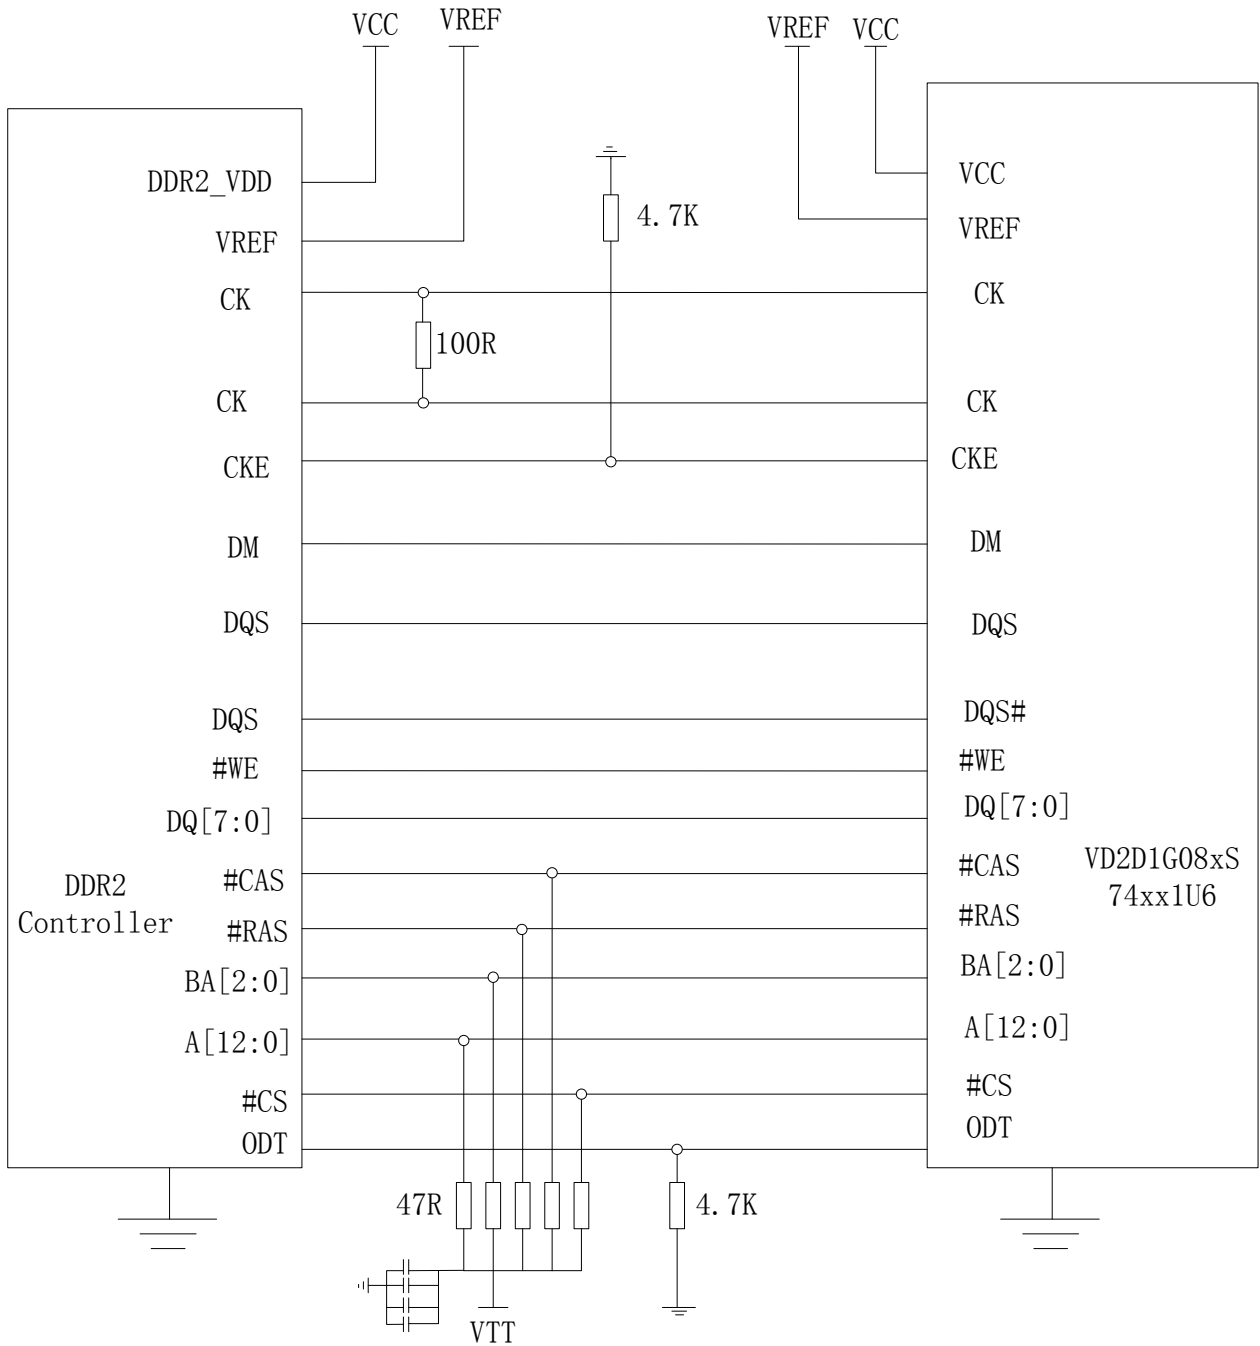 VCC
VREF
VREF
VCC
DDR2_VDD
VREF
CK
CK
CKE
DM
DQS
DQS
#WE
DQ[7:0]
#CAS
#RAS
BA[2:0]
A[12:0]
#CS
ODT
DDR2
Controller
4.7K
100R
47R
4.7K
VTT
VCC
VREF
CK
CK
CKE
DM
DQS
DQS#
#WE
DQ[7:0]
#CAS
#RAS
BA[2:0]
A[12:0]
#CS
ODT
VD2D1G08xS
74xx1U6